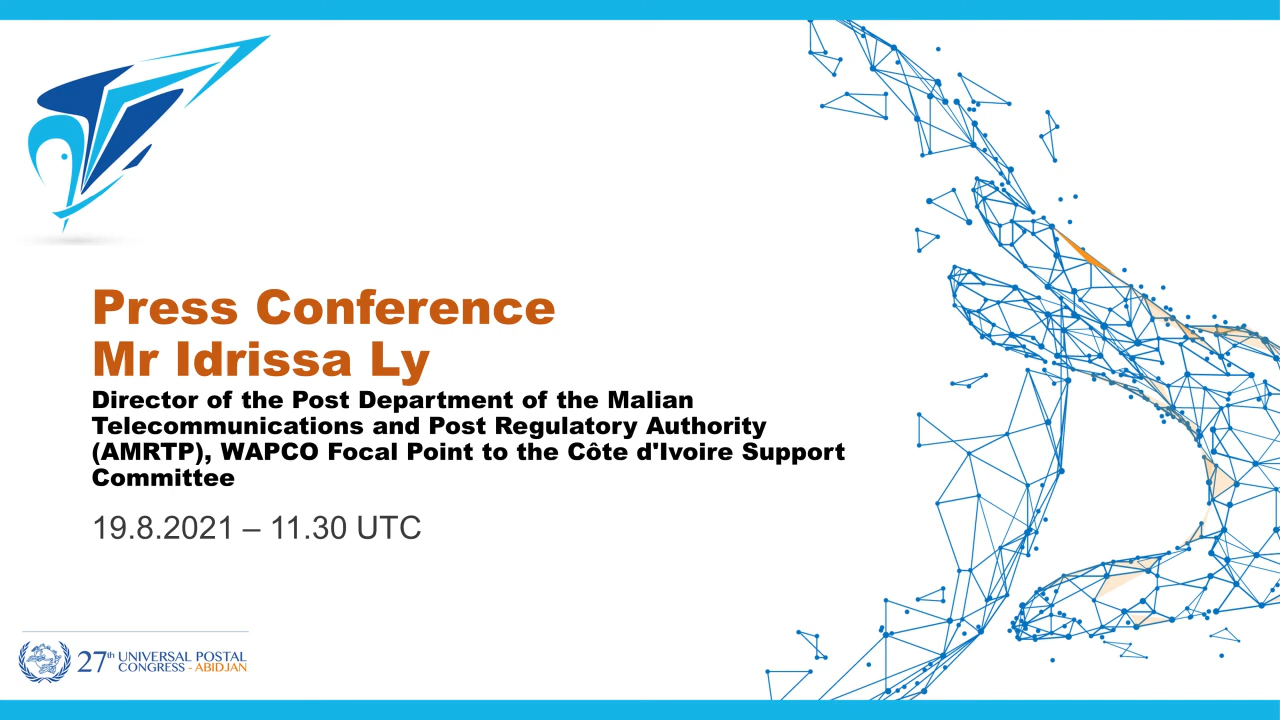 Press Conference
Mr Idrissa Ly
Director of the Post Department of the Malian
Telecommunications and Post Regulatory Authority
(AMRTP), WAPCO Focal Point to the Côte d'Ivoire Support
Committee
19.8.2021 – 11.30 UTC
27th UNIVERSAL POSTAL
CONGRESS - ABIDJAN